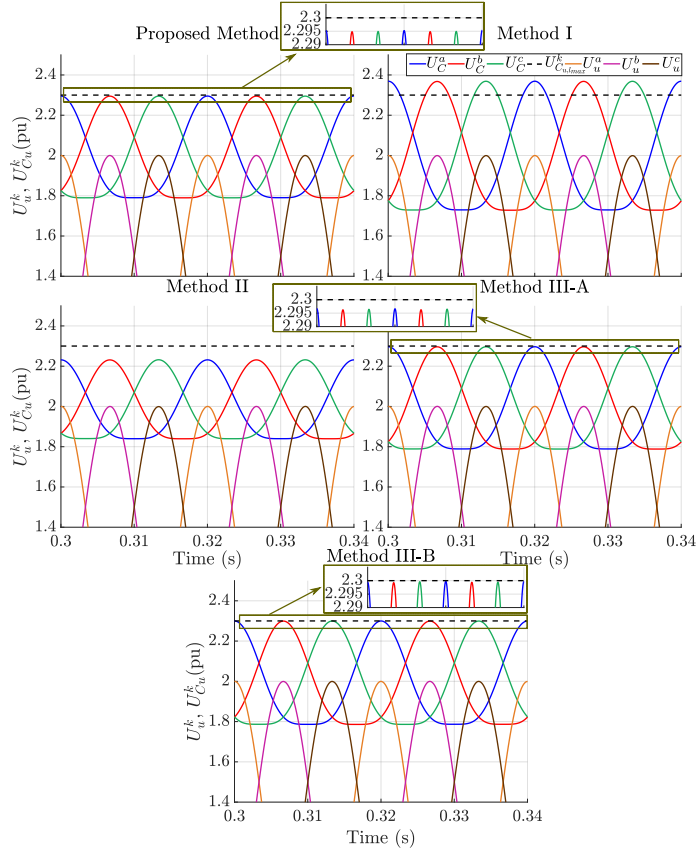 Proposed Method
2.3
2.295
2.29
Method I
U_C^a U_C^b U_C^c U_{Cu,lmax}^k U_u^a U_u^b U_u^c
2.4
2.2
2
1.8
1.6
1.4
U_u^k, U_{Cu}^k(pu)
Method II
2.3
2.295
2.29
Method III-A
2.4
2.2
2
1.8
1.6
1.4
U_u^k, U_{Cu}^k(pu)
0.3 0.31 0.32 0.33 0.34
0.31 0.32 0.33 0.34
Time (s)
Time (s)
Method III-B
2.3
2.295
2.29
2.4
2.2
2
1.8
1.6
1.4
U_u^k, U_{Cu}^k(pu)
0.3 0.31 0.32 0.33 0.34
Time (s)